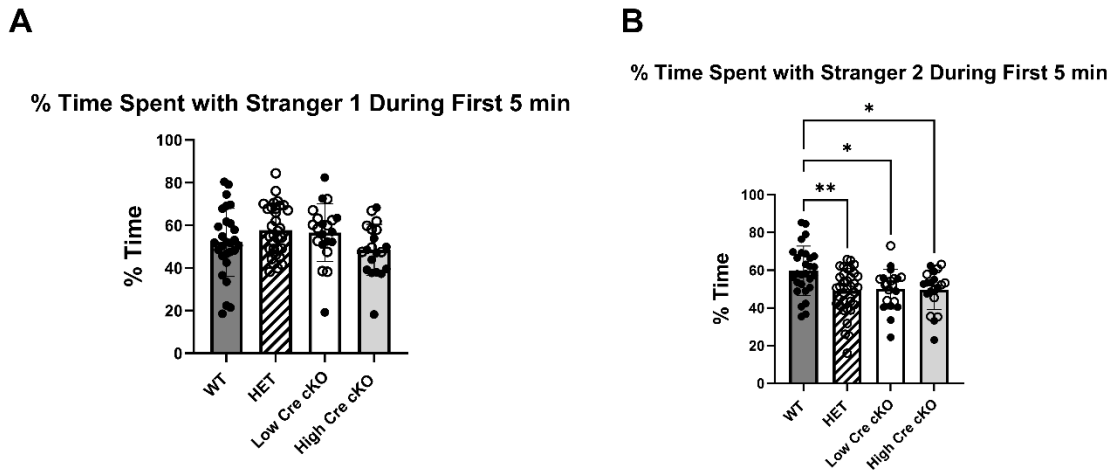 A
% Time Spent with Stranger 1 During First 5 min
% Time
100
80
60
40
20
0
WT
HET
Low Cre cKO
High Cre cKO
B
% Time Spent with Stranger 2 During First 5 min
*
*
**
% Time
100
80
60
40
20
0
WT
HET
Low Cre cKO
High Cre cKO